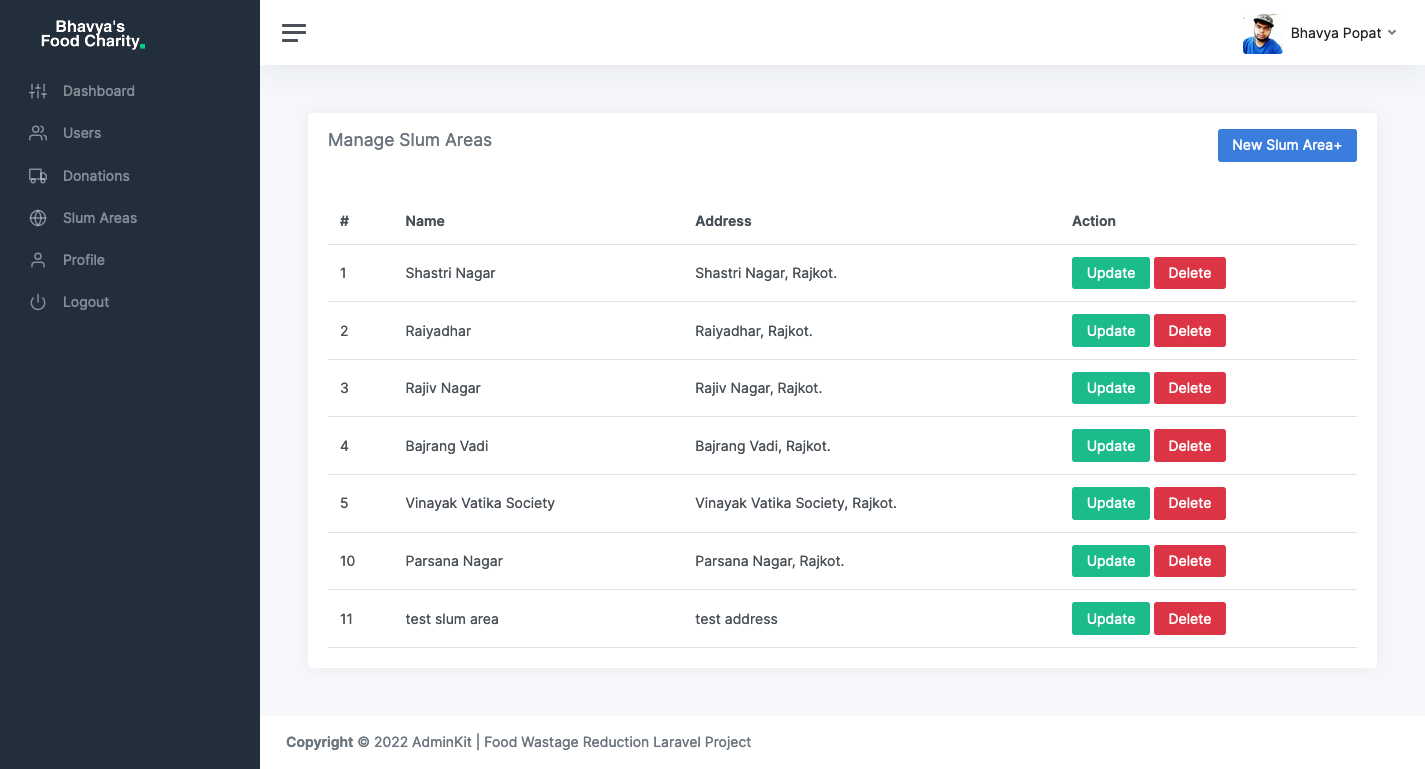 Bhavya's
Food Charity.
Bhavya Popat
Dashboard
Users
Donations
Slum Areas
Profile
Logout
Manage Slum Areas
New Slum Area+
# Name Address Action
1 Shastri Nagar Shastri Nagar, Rajkot. Update Delete
2 Raiyadhar Raiyadhar, Rajkot. Update Delete
3 Rajiv Nagar Rajiv Nagar, Rajkot. Update Delete
4 Bajrang Vadi Bajrang Vadi, Rajkot. Update Delete
5 Vinayak Vatika Society Vinayak Vatika Society, Rajkot. Update Delete
10 Parsana Nagar Parsana Nagar, Rajkot. Update Delete
11 test slum area test address Update Delete
Copyright © 2022 AdminKit | Food Wastage Reduction Laravel Project